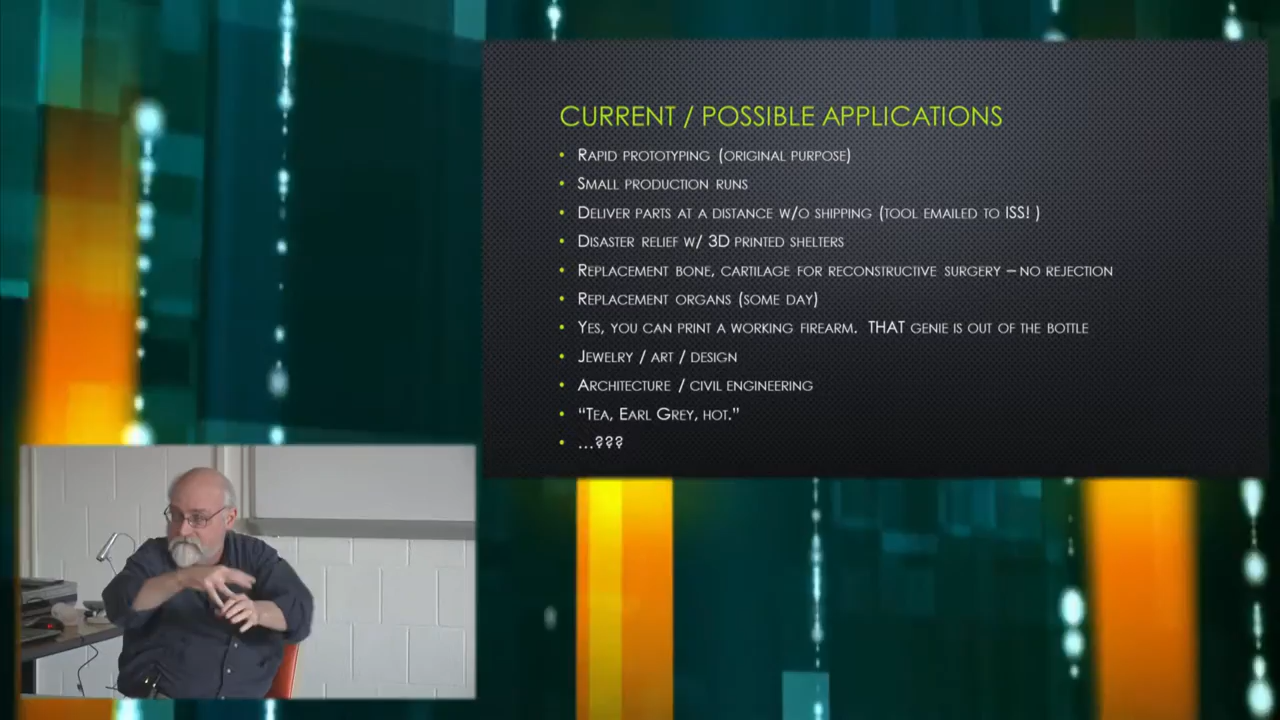 CURRENT / POSSIBLE APPLICATIONS
• Rapid prototyping (original purpose)
• Small production runs
• Deliver parts at a distance w/o shipping (tool emailed to ISS! )
• Disaster relief w/ 3D printed shelters
• Replacement bone, cartilage for reconstructive surgery – no rejection
• Replacement organs (some day)
• Yes, you can print a working firearm. THAT genie is out of the bottle
• Jewelry / art / design
• Architecture / civil engineering
• “Tea, Earl Grey, hot.”
• …???